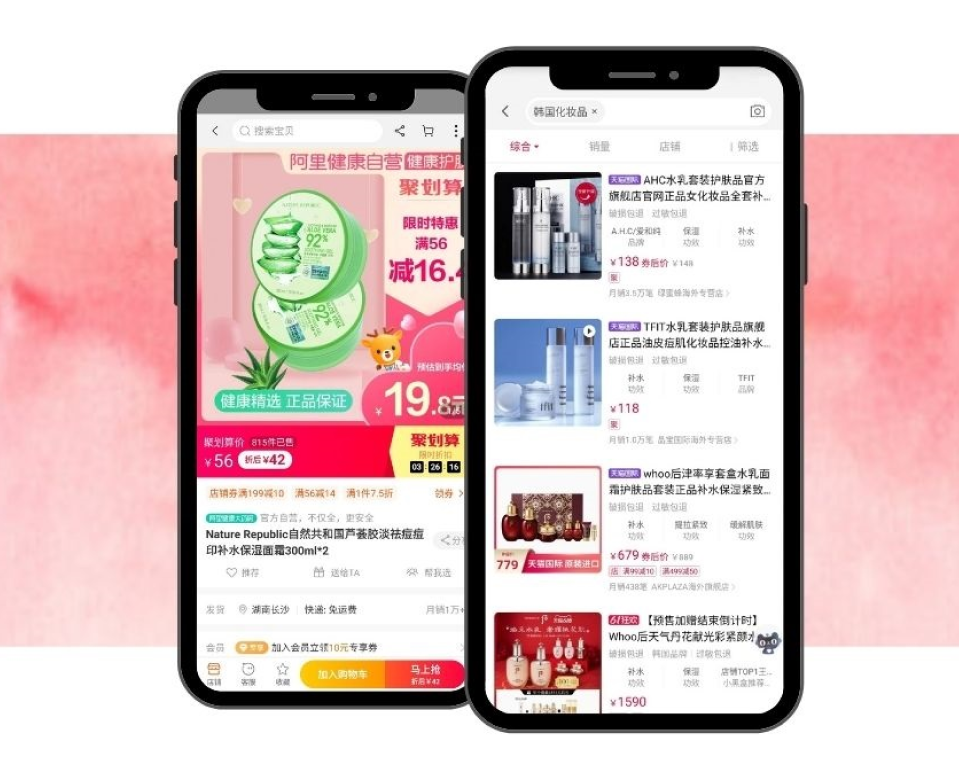 搜索宝贝
阿里健康自营 健康护肤
聚划算
限时特惠
满56
减16.4
NATURE REPUBLIC
ALOE VERA
92%
92%
预估到手均价
健康精选 正品保证
¥19.8元
聚划算价 815件已售
¥56 折后¥42
聚划算
限时折扣
03:26:16
店铺券满199减10 满56减14 满1件7.5折 领券 >
阿里健康大药房 官方自营，不仅全，更安全
Nature Republic自然共和国芦荟胶淡祛痘痘
印补水保湿面霜300ml*2
分享
推荐 送给TA 帮我选
发货 湖南长沙 | 快递: 免运费 月销1万+
会员 专享 加入会员立领10元专享券
店铺 客服 收藏
加入购物车
马上抢
折后¥42
韩国化妆品 ×
综合 销量 店铺 筛选
天猫国际 AHC水乳套装护肤品官方
旗舰店官网正品女化妆品全套补...
破损包退 过敏包退
A.H.C/爱和纯 保湿 补水
品牌 功效 功效
¥138 券后价 ¥148
聚
月销3.5万笔 绿蜜蜂海外专营店 >
天猫国际 TFIT水乳套装护肤品旗舰
店正品油皮痘肌化妆品控油补水...
破损包退 过敏包退
补水 保湿 TFIT
功效 功效 品牌
¥118
聚
tfit
月销1.0万笔 晶莹国际海外专营店 >
天猫国际 whoo后津率享套盒水乳面
霜护肤品套装正品补水保湿紧致...
破损包退 过敏包退
补水 提拉紧致 缓解肌肤
功效 功效 功效
¥679 券后价 ¥889
店 满99减10 满499减50
779 天猫国际 原装进口
月销438笔 AKPLAZA海外旗舰店 >
61狂欢 【预售加赠结束倒计时】
Whoo后天气丹花献光彩紧颜水
破损包退 韩国品牌 过敏包退
补水 保湿 店铺TOP1王...
功效 功效 小美盒推荐...
¥1590